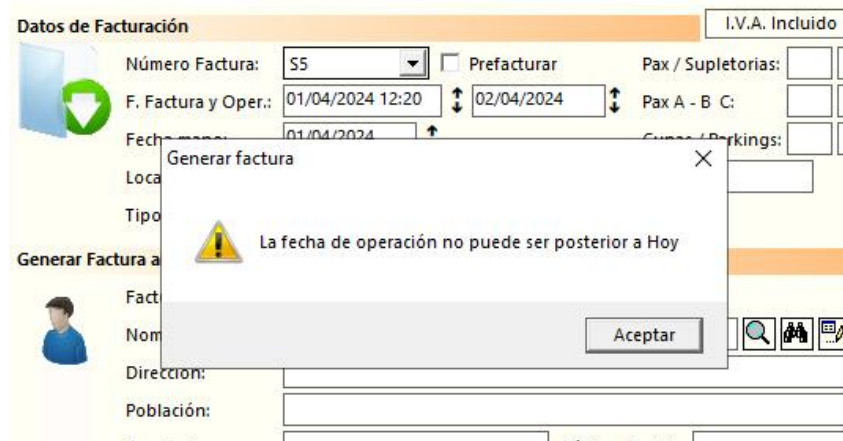 Datos de Facturación
I.V.A. Incluido
Número Factura: S5 Prefacturar Pax / Supletorias:
F. Factura y Oper.: 01/04/2024 12:20 02/04/2024 Pax A - B C:
01/04/2024
Generar factura
La fecha de operación no puede ser posterior a Hoy
Generar Factura a
Aceptar
Dirección:
Población: